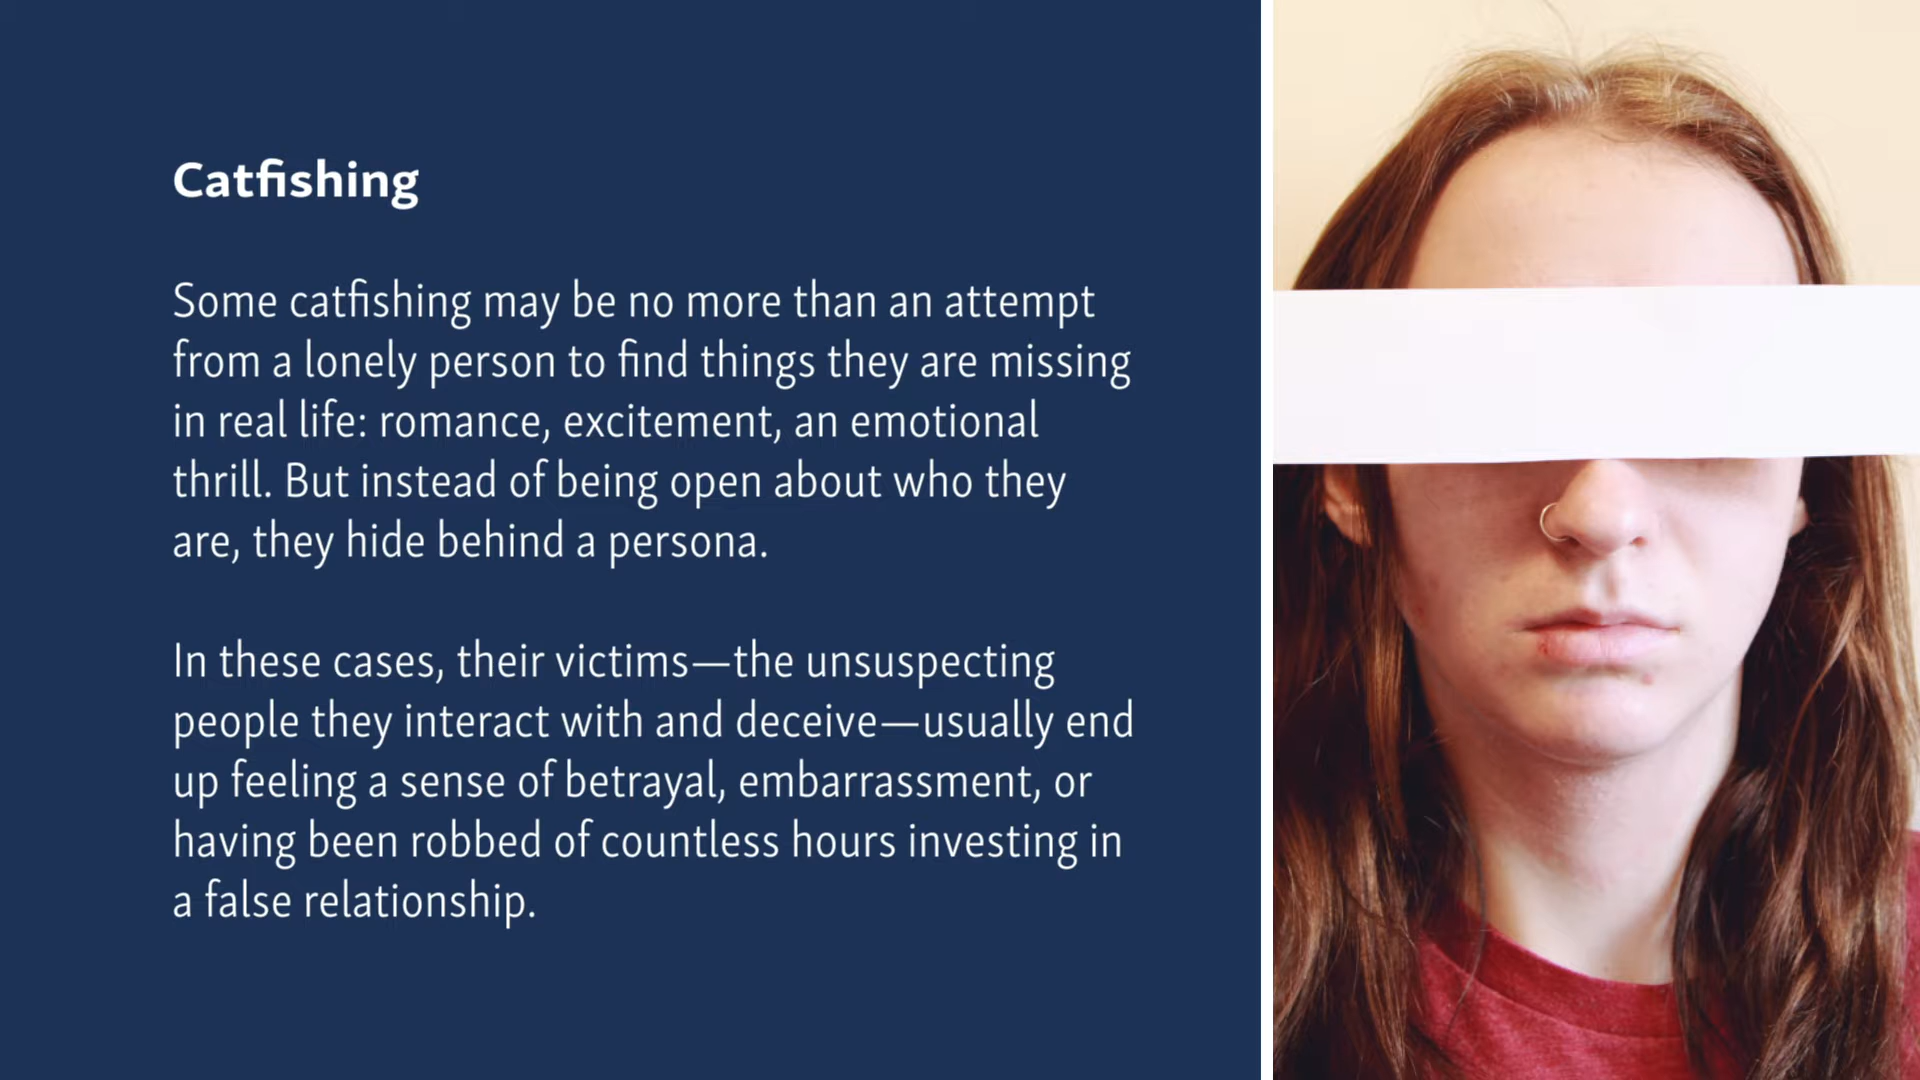 Catfishing
Some catfishing may be no more than an attempt
from a lonely person to find things they are missing
in real life: romance, excitement, an emotional
thrill. But instead of being open about who they
are, they hide behind a persona.
In these cases, their victims—the unsuspecting
people they interact with and deceive—usually end
up feeling a sense of betrayal, embarrassment, or
having been robbed of countless hours investing in
a false relationship.